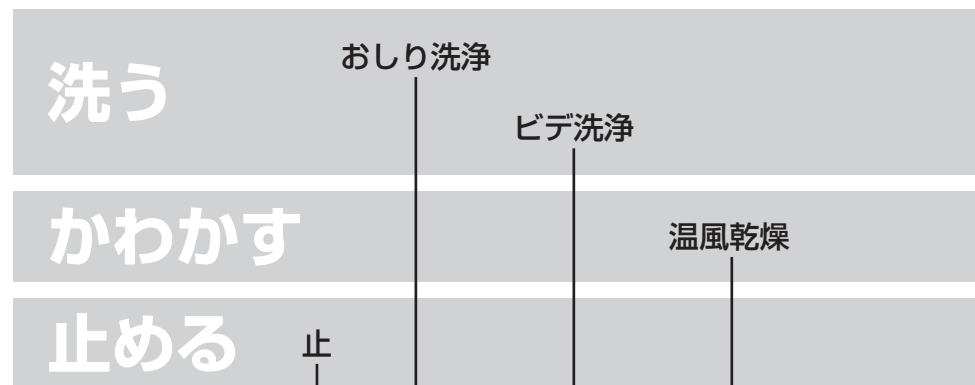 洗う
おしり洗浄
ビデ洗浄
かわかす
温風乾燥
止める
止